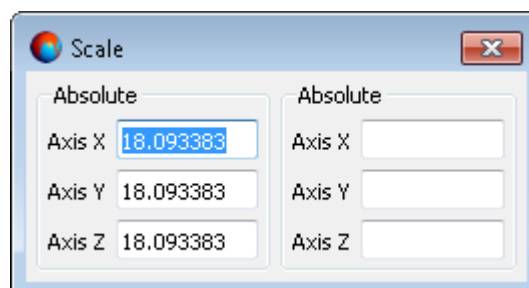 Scale
Absolute
Axis X 18.093383
Axis Y 18.093383
Axis Z 18.093383
Absolute
Axis X
Axis Y
Axis Z